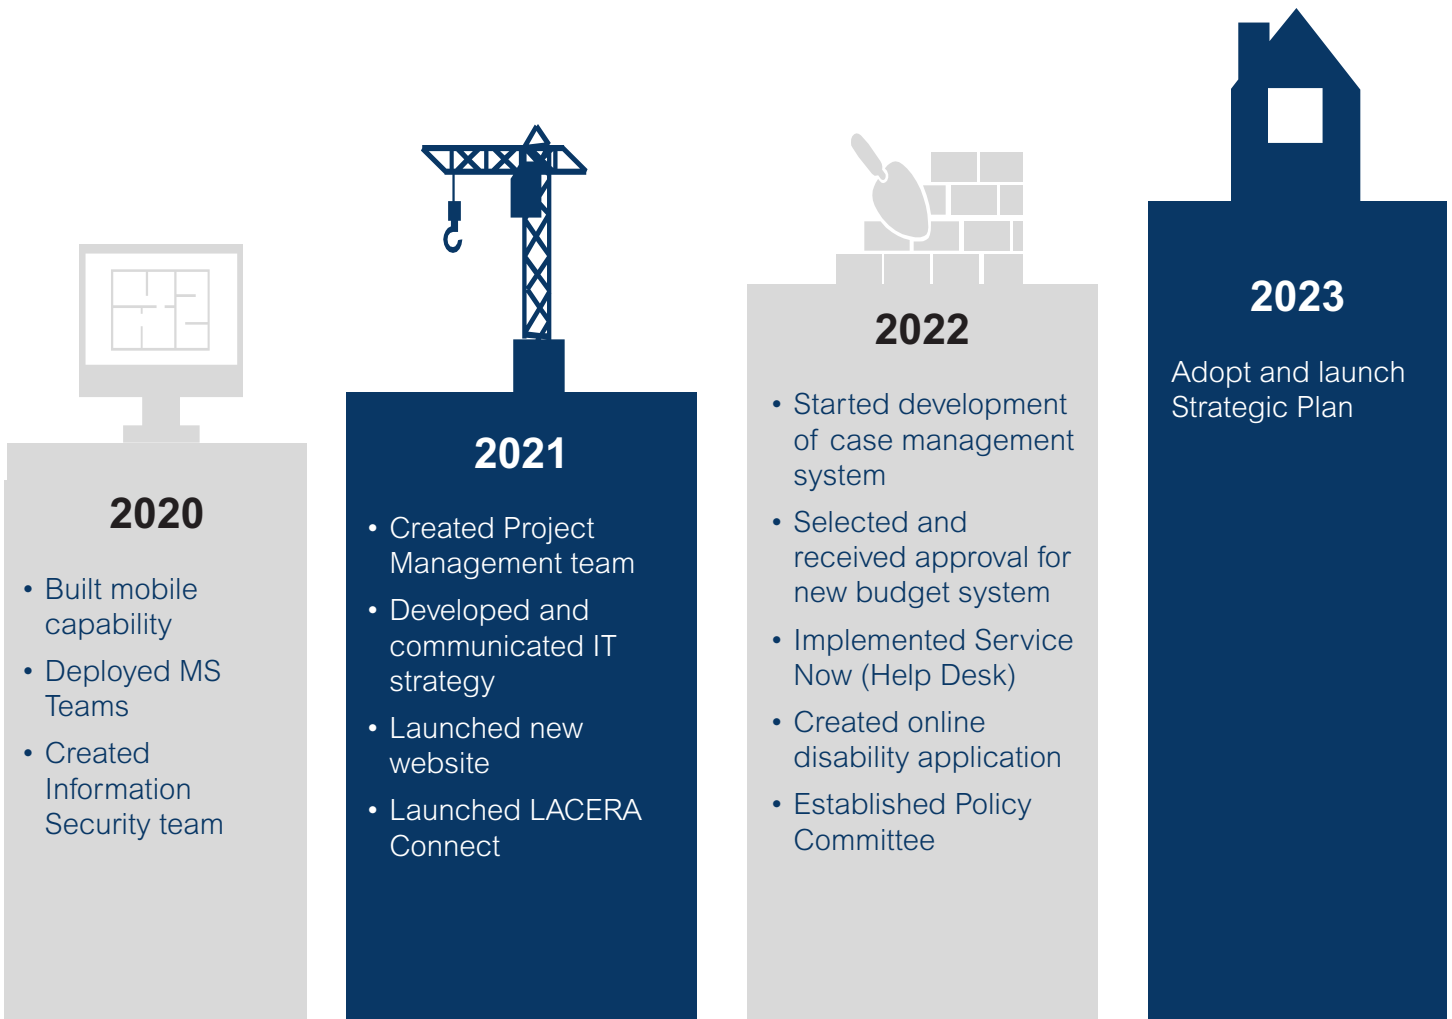 2020
• Built mobile
capability
• Deployed MS
Teams
• Created
Information
Security team
2021
• Created Project
Management team
• Developed and
communicated IT
strategy
• Launched new
website
• Launched LACERA
Connect
2022
• Started development
of case management
system
• Selected and
received approval for
new budget system
• Implemented Service
Now (Help Desk)
• Created online
disability application
• Established Policy
Committee
2023
Adopt and launch
Strategic Plan